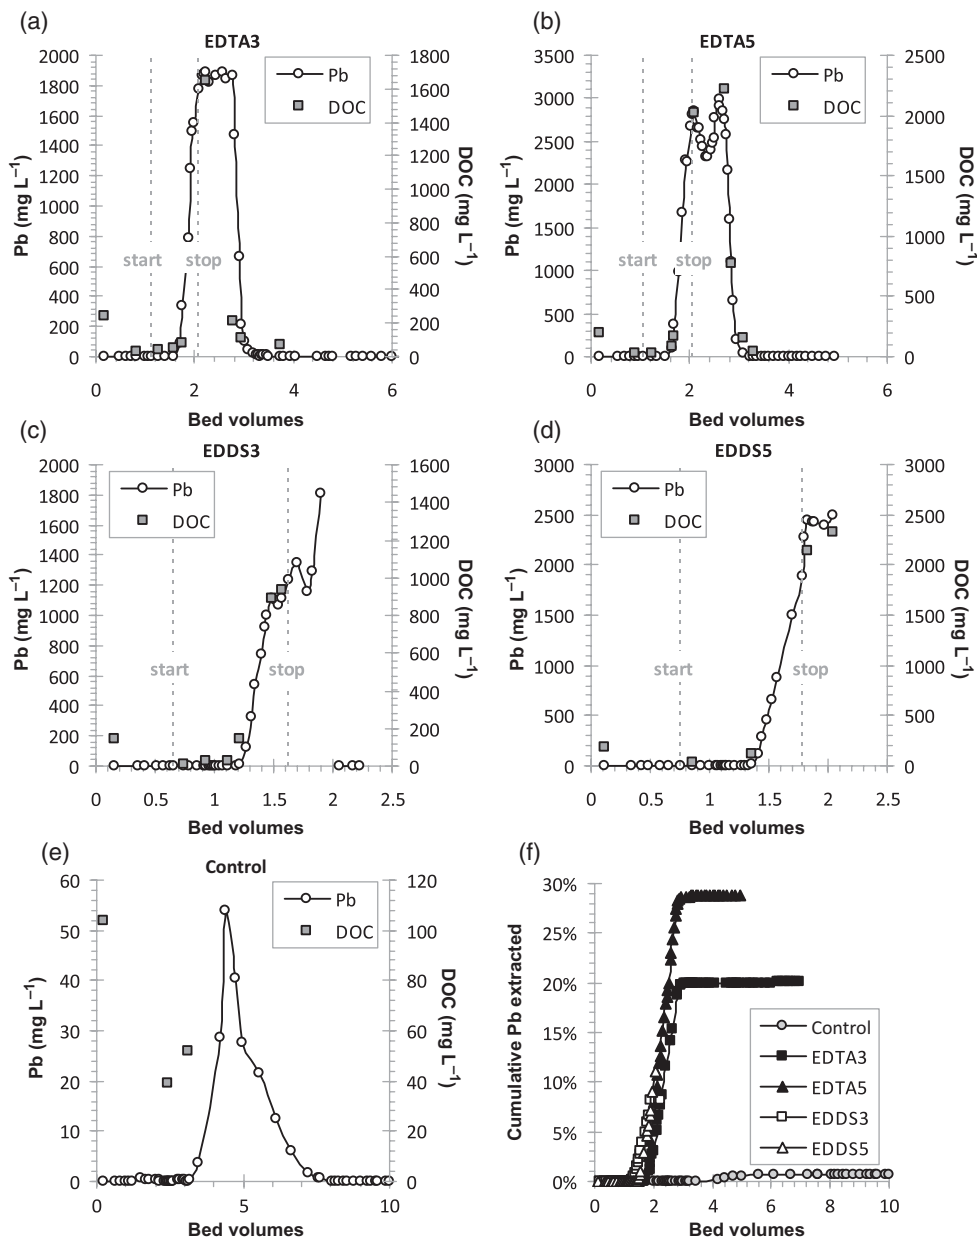 (a)
EDTA3
2000
1800
1600
1400
1200
1000
800
600
400
200
0
1800
1600
1400
1200
1000
800
600
400
200
0
Pb (mg L⁻¹)
DOC (mg L⁻¹)
Pb
DOC
start
stop
0 2 4 6
Bed volumes
(b)
EDTA5
3500
3000
2500
2000
1500
1000
500
0
2500
2000
1500
1000
500
0
Pb (mg L⁻¹)
DOC (mg L⁻¹)
Pb
DOC
start
stop
0 2 4 6
Bed volumes
(c)
EDDS3
2000
1800
1600
1400
1200
1000
800
600
400
200
0
1600
1400
1200
1000
800
600
400
200
0
Pb (mg L⁻¹)
DOC (mg L⁻¹)
Pb
DOC
start
stop
0 0.5 1 1.5 2 2.5
Bed volumes
(d)
EDDS5
3000
2500
2000
1500
1000
500
0
3000
2500
2000
1500
1000
500
0
Pb (mg L⁻¹)
DOC (mg L⁻¹)
Pb
DOC
start
stop
0 0.5 1 1.5 2 2.5
Bed volumes
(e)
Control
60
50
40
30
20
10
0
120
100
80
60
40
20
0
Pb (mg L⁻¹)
DOC (mg L⁻¹)
Pb
DOC
0 5 10
Bed volumes
(f)
30%
25%
20%
15%
10%
5%
0%
Cumulative Pb extracted
Control
EDTA3
EDTA5
EDDS3
EDDS5
0 2 4 6 8 10
Bed volumes